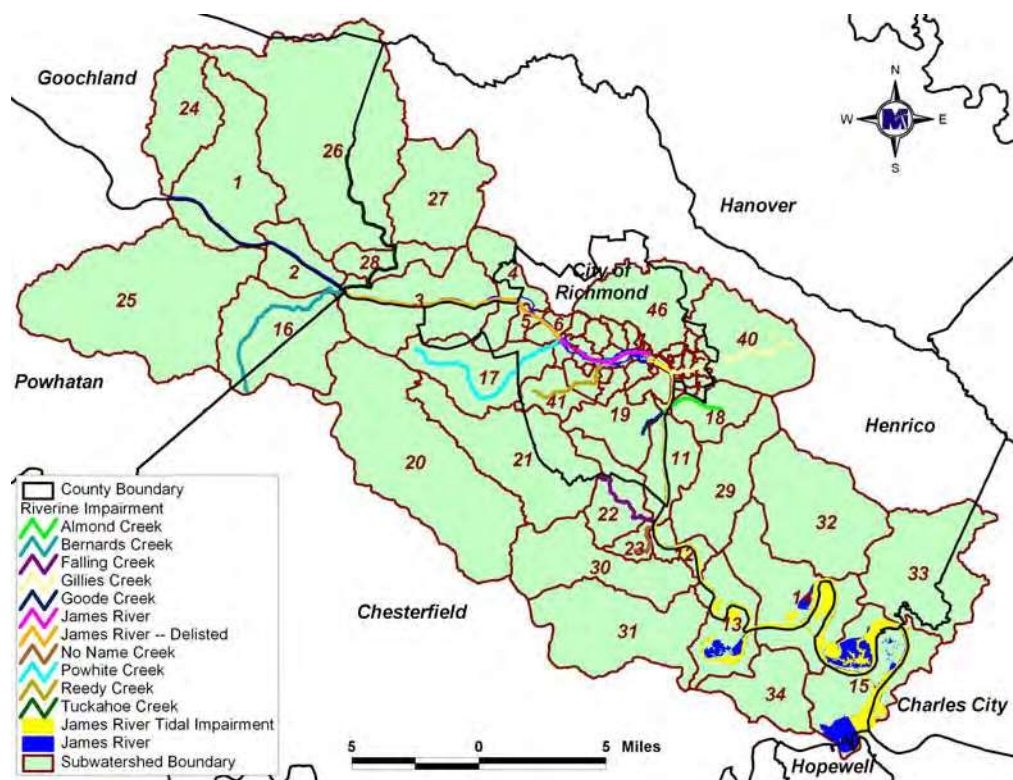 Goochland
N
W
E
S
24
26
1
27
Hanover
28
2
4
City of
Richmond
46
25
3
5
6
40
16
Powhatan
17
41
19
18
Henrico
20
21
11
29
22
32
23
12
30
33
14
Chesterfield
31
13
15
34
Charles City
Hopewell
County Boundary
Riverine Impairment
Almond Creek
Bernards Creek
Falling Creek
Gillies Creek
Goode Creek
James River
James River -- Delisted
No Name Creek
Powhite Creek
Reedy Creek
Tuckahoe Creek
James River Tidal Impairment
James River
Subwatershed Boundary
5 0 5 Miles